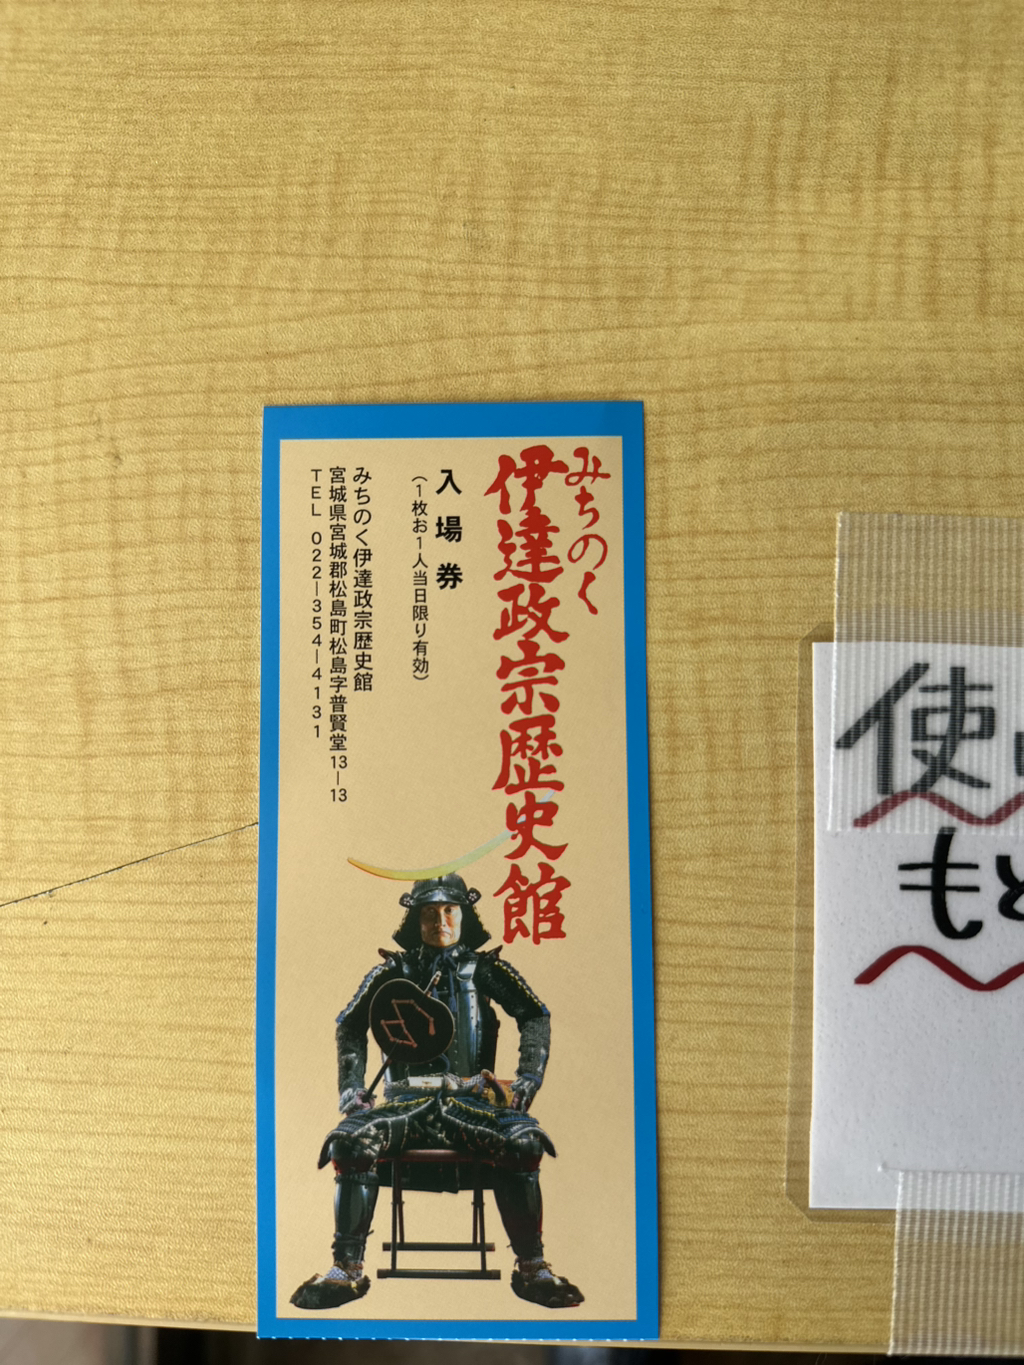 みちのく
伊達政宗歴史館
入場券
(1枚お1人当日限り有効)
みちのく伊達政宗歴史館
宮城県宮城郡松島町松島字普賢堂13-13
TEL 022-354-4131
使
もと